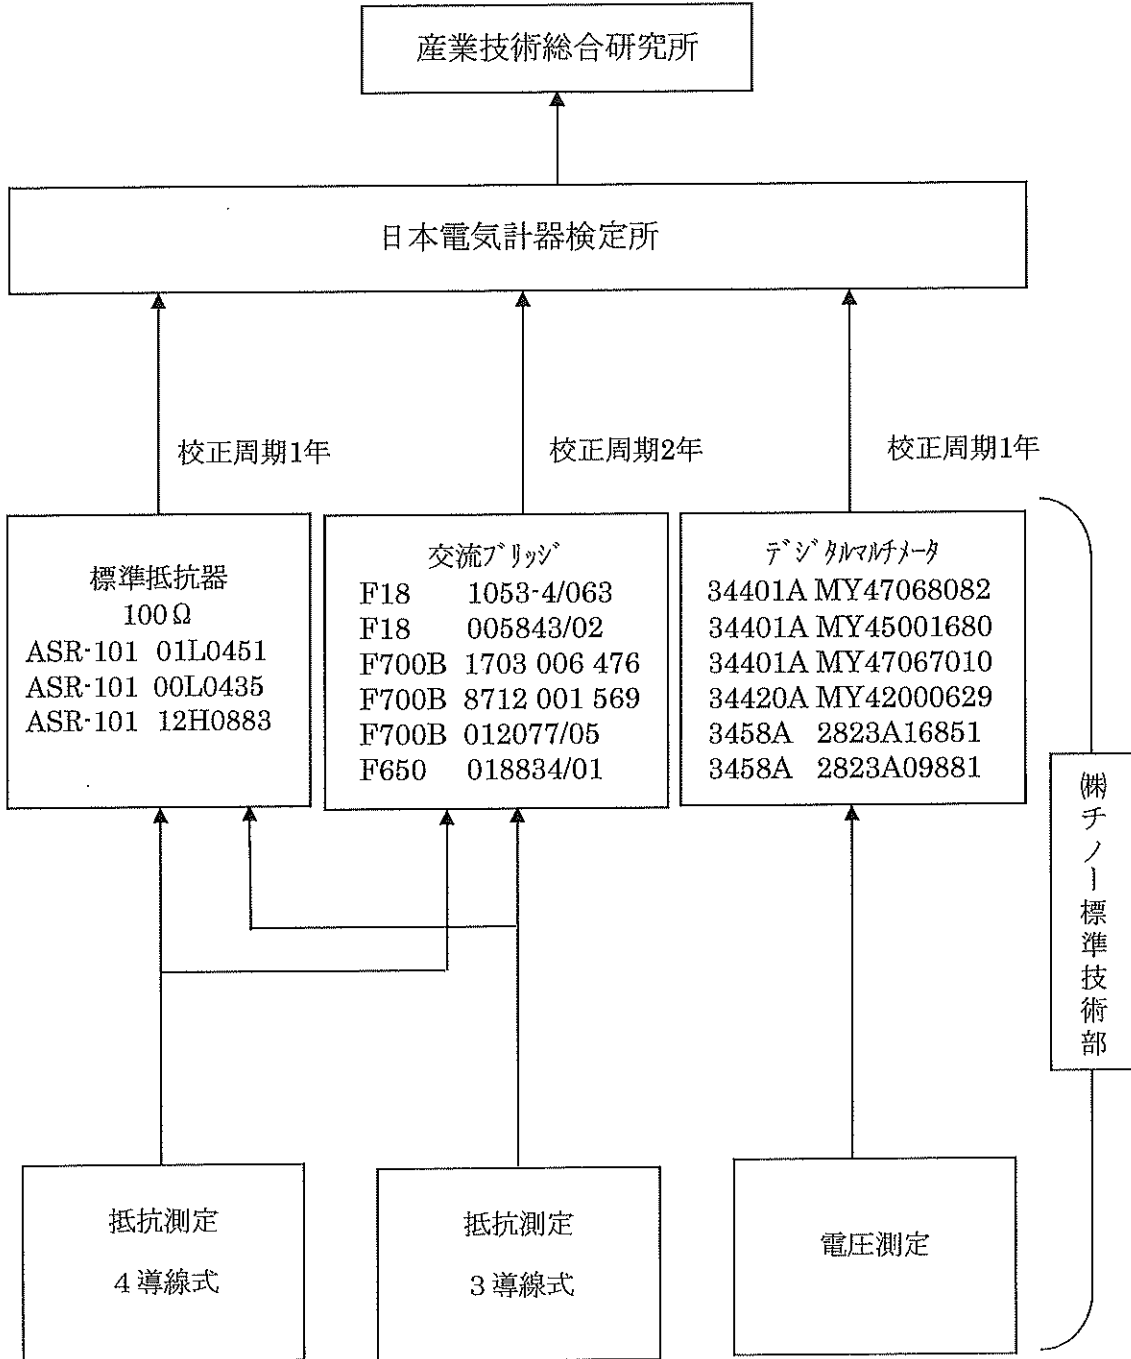 産業技術総合研究所
日本電気計器検定所
校正周期1年
校正周期2年
校正周期1年
標準抵抗器
100Ω
ASR-101 01L0451
ASR-101 00L0435
ASR-101 12H0883
交流ﾌﾞﾘｯｼﾞ
F18 1053-4/063
F18 005843/02
F700B 1703 006 476
F700B 8712 001 569
F700B 012077/05
F650 018834/01
ﾃﾞｼﾞﾀﾙﾏﾙﾁﾒｰﾀ
34401A MY47068082
34401A MY45001680
34401A MY47067010
34420A MY42000629
3458A 2823A16851
3458A 2823A09881
㈱チノー標準技術部
抵抗測定
４導線式
抵抗測定
３導線式
電圧測定